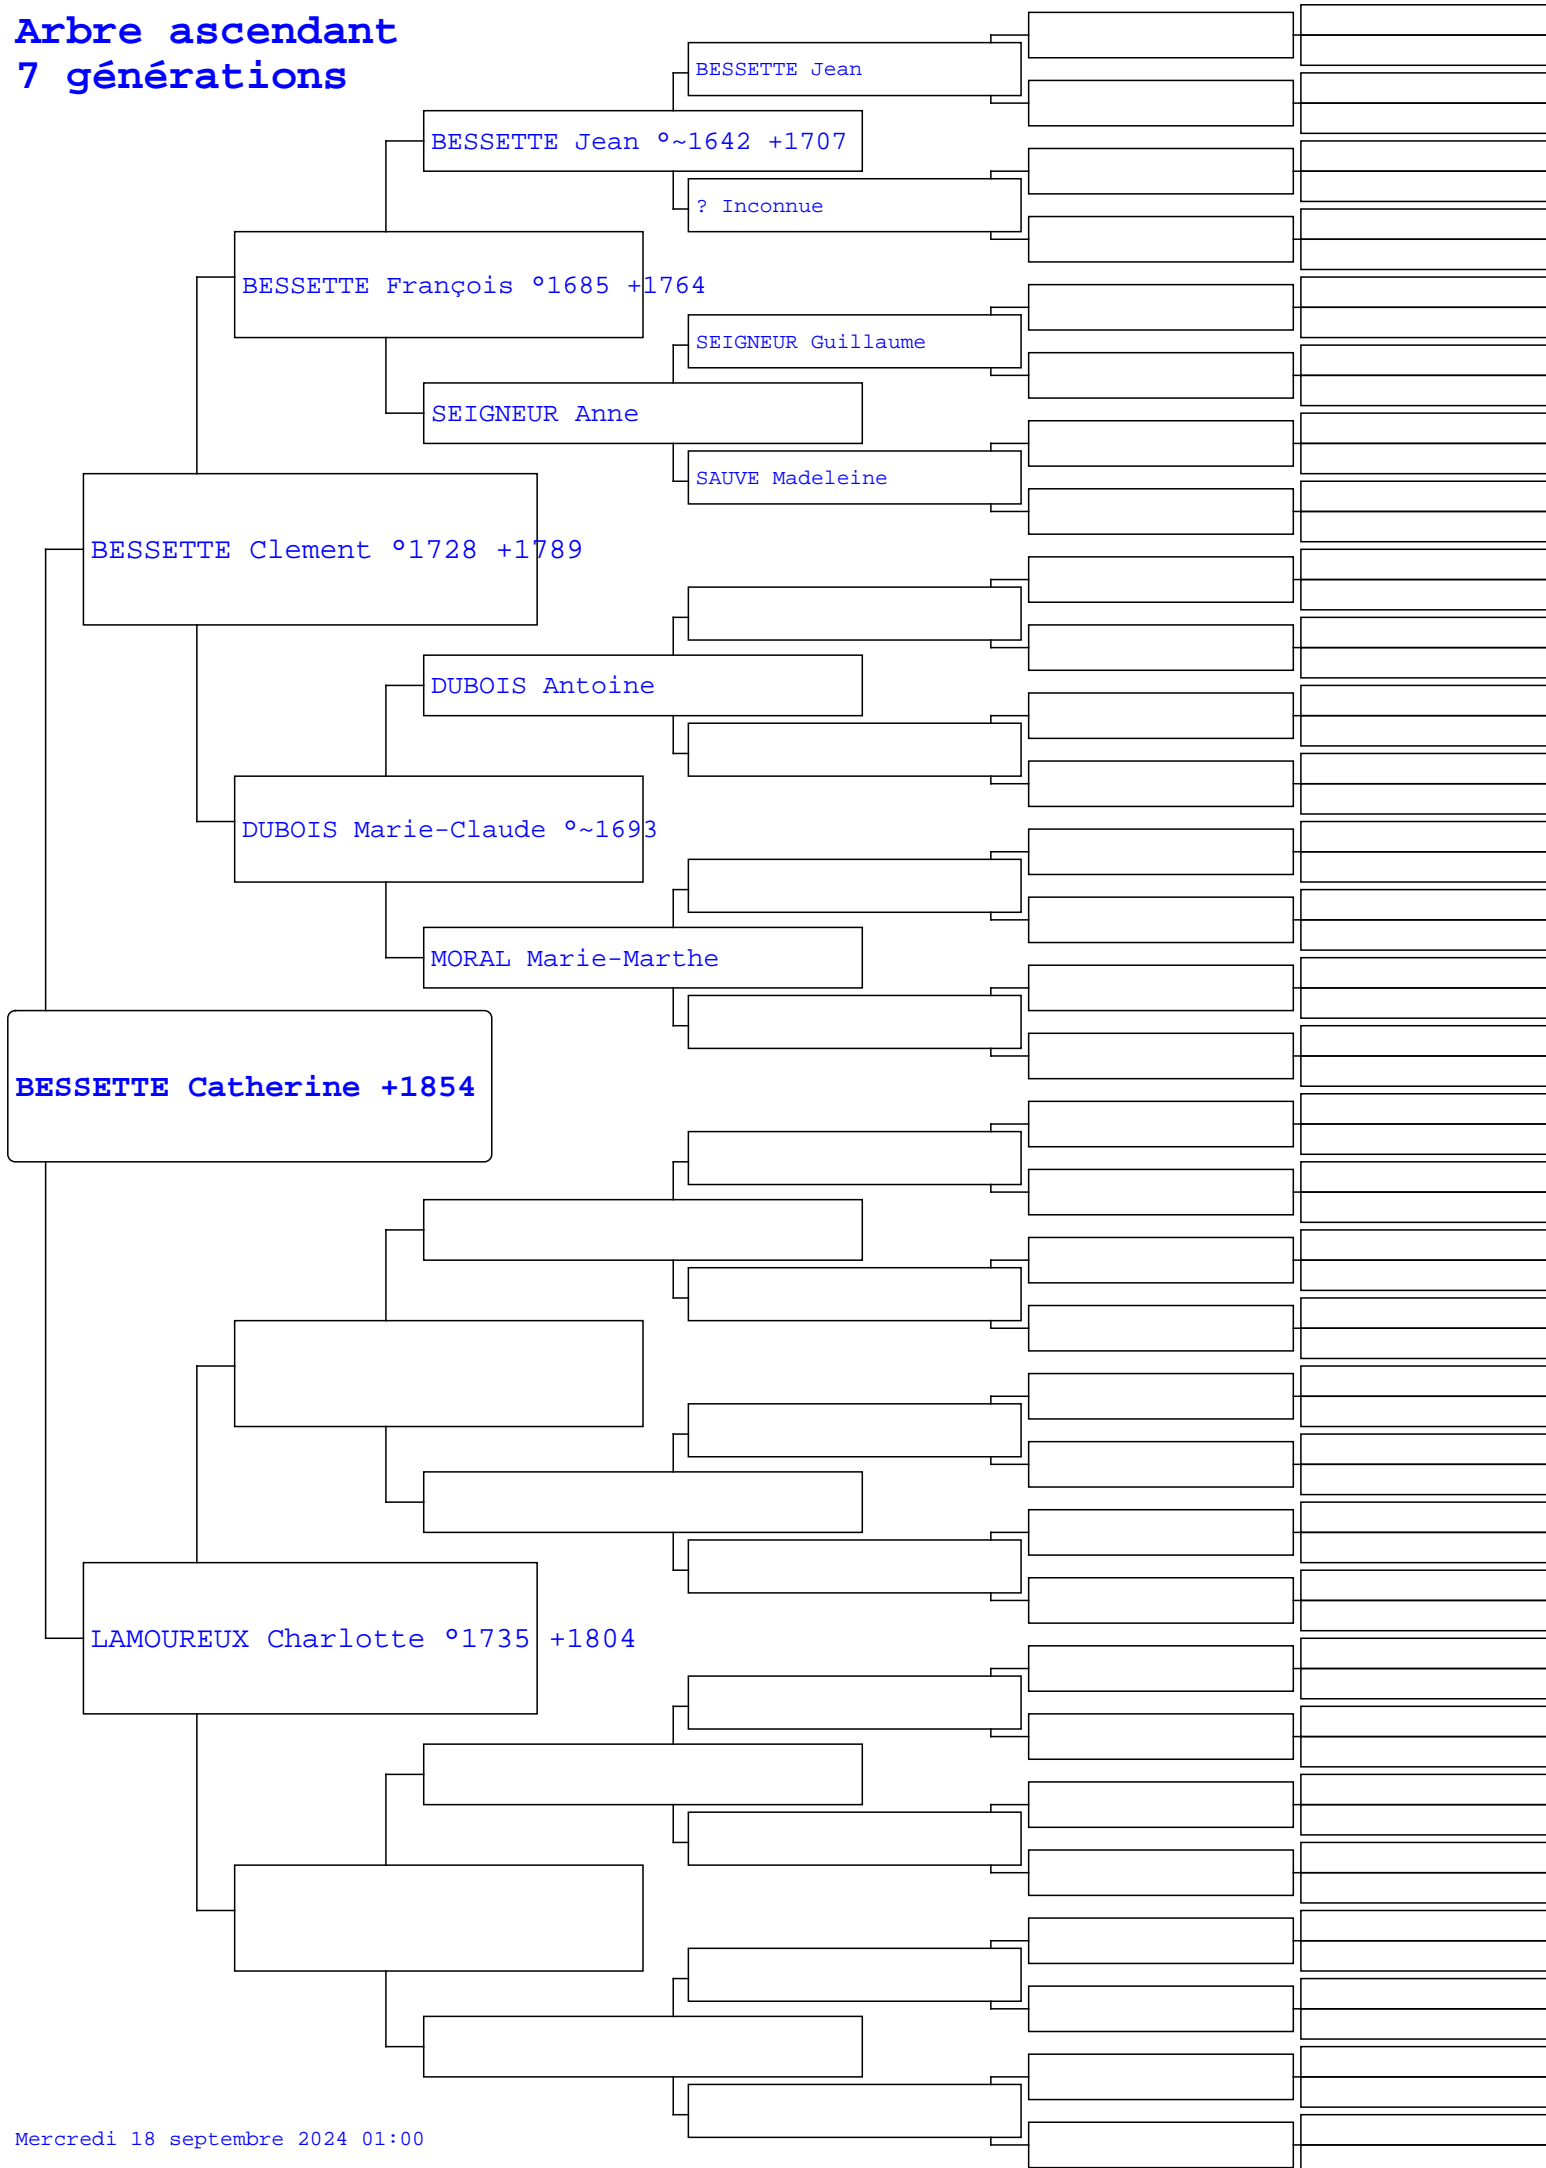 Arbre ascendant
7 générations
BESSETTE Jean
BESSETTE Jean °~1642 +1707
? Inconnue
BESSETTE François °1685 +1764
SEIGNEUR Guillaume
SEIGNEUR Anne
SAUVE Madeleine
BESSETTE Clement °1728 +1789
DUBOIS Antoine
DUBOIS Marie-Claude °~1693
MORAL Marie-Marthe
BESSETTE Catherine +1854
LAMOUREUX Charlotte °1735 +1804
Mercredi 18 septembre 2024 01:00